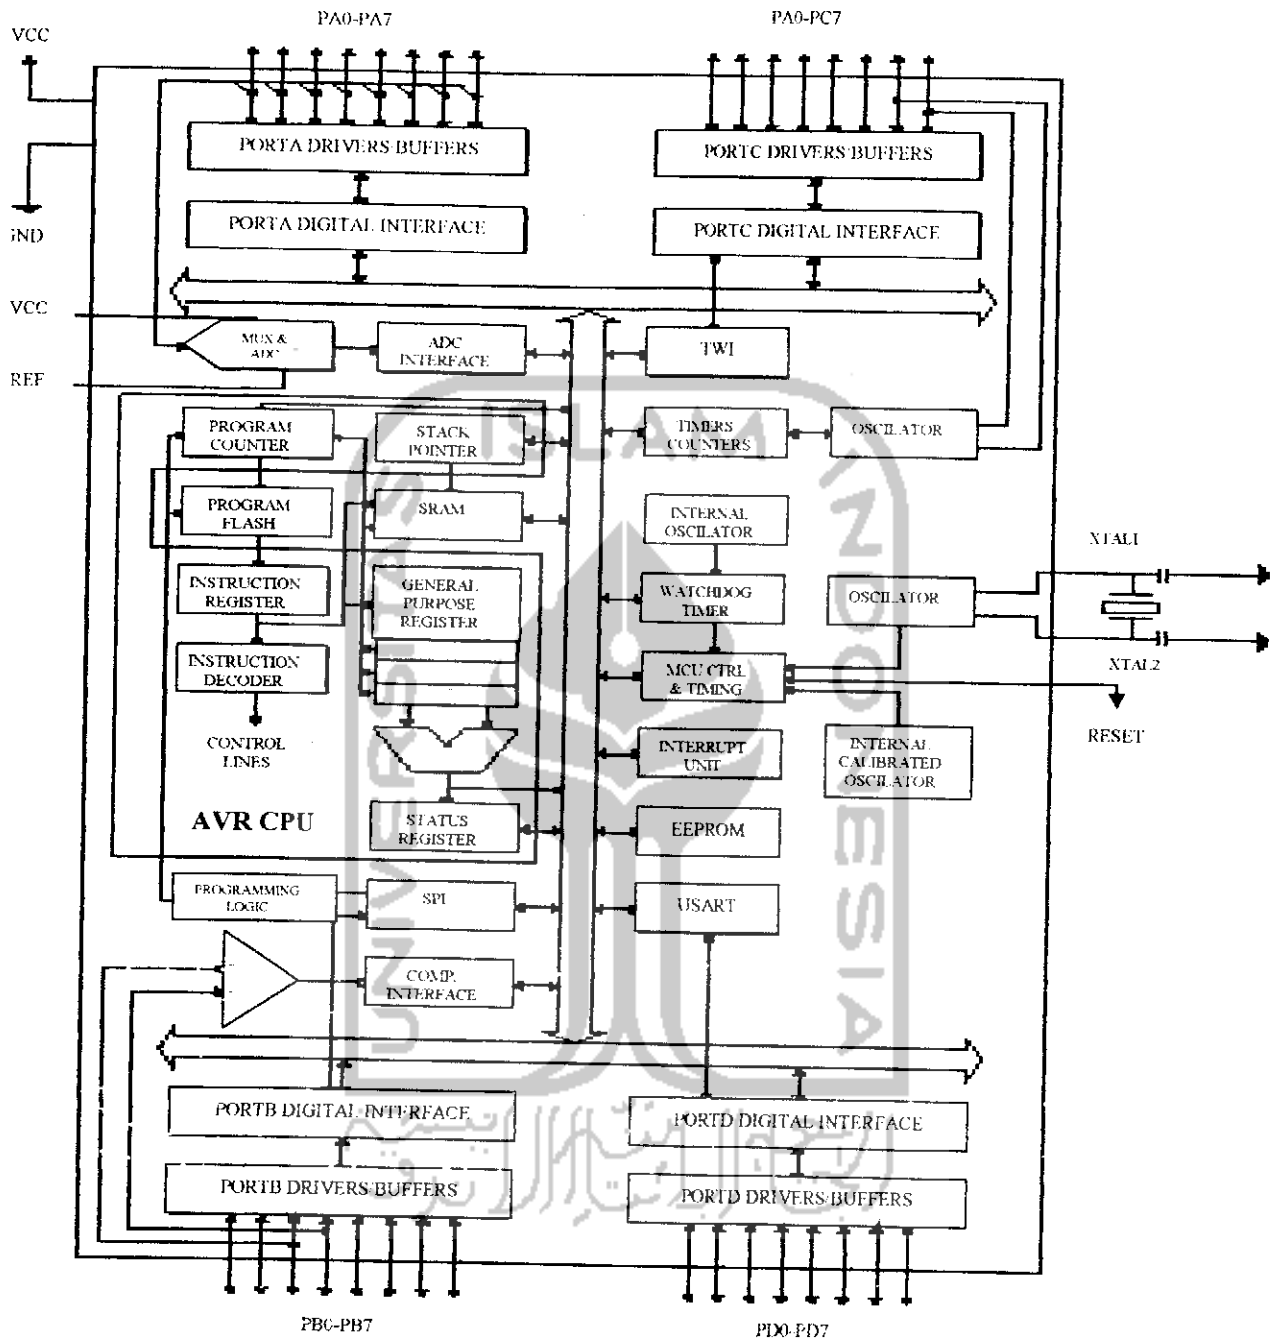 PA0-PA7
PA0-PC7
VCC
PORTA DRIVERS/BUFFERS
PORTC DRIVERS/BUFFERS
PORTA DIGITAL INTERFACE
PORTC DIGITAL INTERFACE
GND
VCC
MUX &
ADC
ADC
INTERFACE
TWI
REF
PROGRAM
COUNTER
STACK
POINTER
TIMERS
COUNTERS
OSCILATOR
PROGRAM
FLASH
SRAM
INTERNAL
OSCILATOR
XTAL1
INSTRUCTION
REGISTER
GENERAL
PURPOSE
REGISTER
WATCHDOG
TIMER
OSCILATOR
INSTRUCTION
DECODER
MCU CTRL
& TIMING
XTAL2
RESET
CONTROL
LINES
INTERRUPT
UNIT
INTERNAL
CALIBRATED
OSCILATOR
AVR CPU
STATUS
REGISTER
EEPROM
PROGRAMMING
LOGIC
SPI
USART
COMP.
INTERFACE
PORTB DIGITAL INTERFACE
PORTD DIGITAL INTERFACE
PORTB DRIVERS/BUFFERS
PORTD DRIVERS/BUFFERS
PB0-PB7
PD0-PD7
UNIVERSITAS
ISLAM
INDONESIA